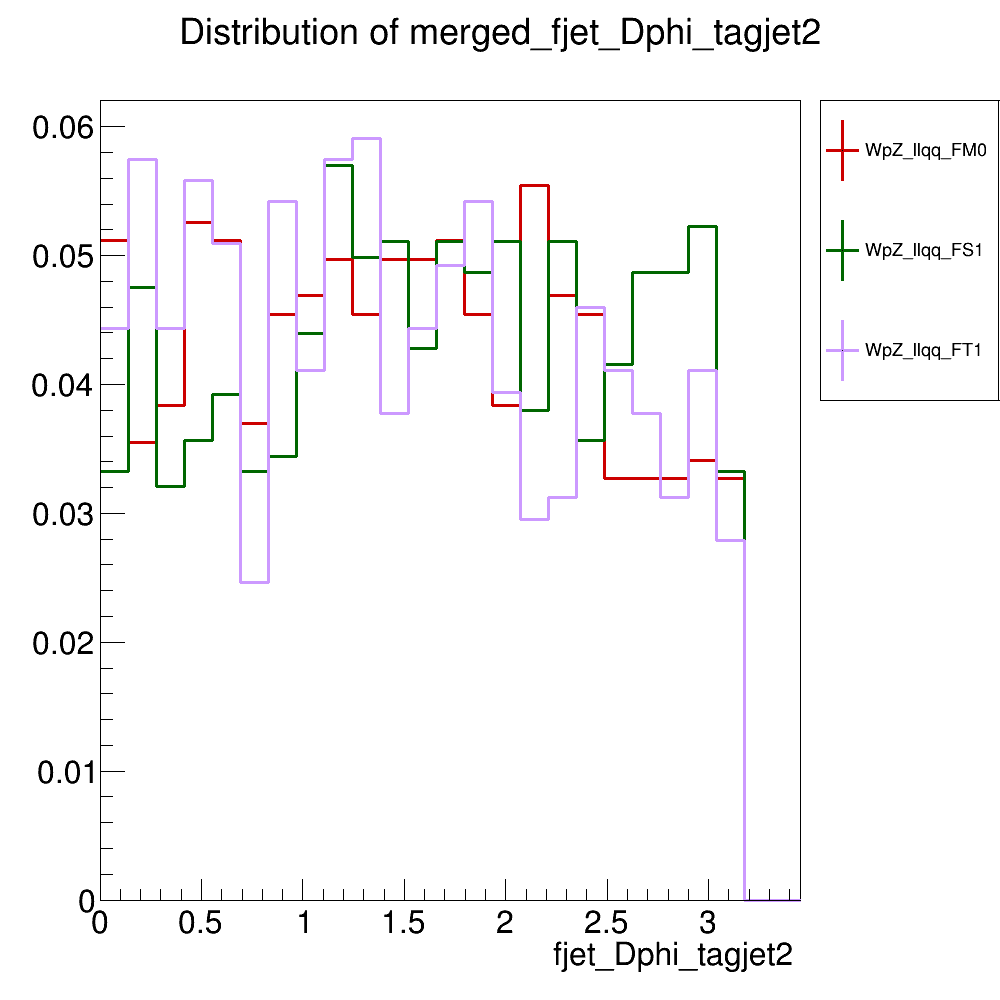 Distribution of merged_fjet_Dphi_tagjet2
0.06
0.05
0.04
0.03
0.02
0.01
0
0 0.5 1 1.5 2 2.5 3
fjet_Dphi_tagjet2
WpZ_llqq_FM0
WpZ_llqq_FS1
WpZ_llqq_FT1